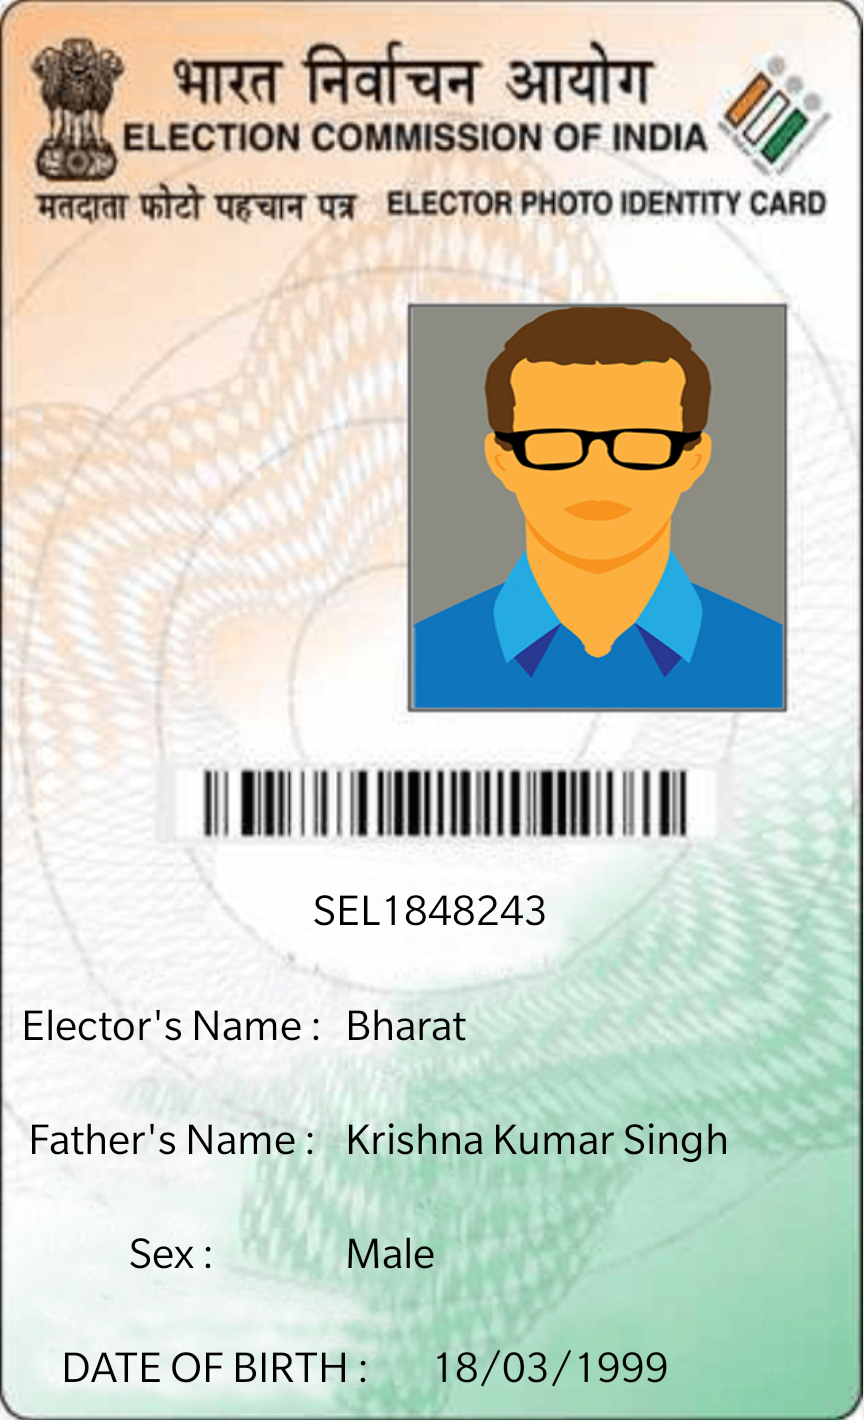 भारत निर्वाचन आयोग
ELECTION COMMISSION OF INDIA
मतदाता फोटो पहचान पत्र ELECTOR PHOTO IDENTITY CARD
SEL1848243
Elector's Name : Bharat
Father's Name : Krishna Kumar Singh
Sex : Male
DATE OF BIRTH : 18/03/1999